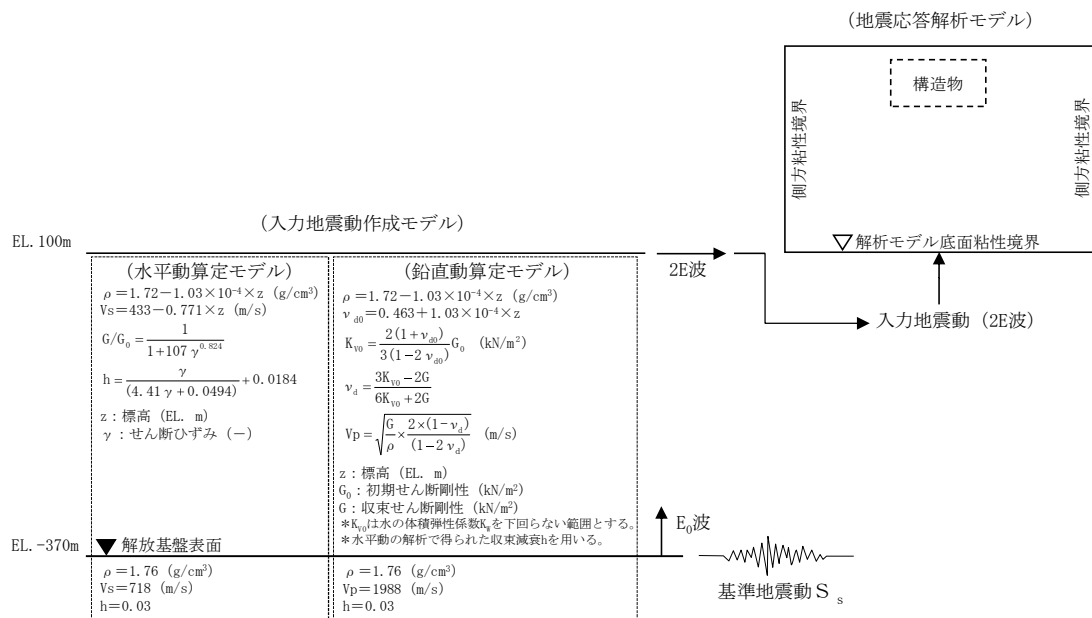 (地震応答解析モデル)
構造物
側方粘性境界
側方粘性境界
解析モデル底面粘性境界
(入力地震動作成モデル)
EL.100m
2E波
入力地震動 (2E波)
(水平動算定モデル)
ρ=1.72-1.03×10⁻⁴×z (g/cm³)
Vs=433-0.771×z (m/s)
G/G₀=1/(1+107γ^0.824)
h=γ/(4.41γ+0.0494)+0.0184
z:標高 (EL. m)
γ:せん断ひずみ (-)
(鉛直動算定モデル)
ρ=1.72-1.03×10⁻⁴×z (g/cm³)
ν_d0=0.463+1.03×10⁻⁴×z
K_V0=2(1+ν_d0)/3(1-2ν_d0) G₀ (kN/m²)
ν_d=(3K_V0-2G)/(6K_V0+2G)
Vp=√(G/ρ×2×(1-ν_d)/(1-2ν_d)) (m/s)
z:標高 (EL. m)
G₀:初期せん断剛性 (kN/m²)
G:収束せん断剛性 (kN/m²)
*K_V0は水の体積弾性係数K_Wを下回らない範囲とする。
*水平動の解析で得られた収束減衰hを用いる。
E₀波
EL.-370m
解放基盤表面
ρ=1.76 (g/cm³)
Vs=718 (m/s)
h=0.03
ρ=1.76 (g/cm³)
Vp=1988 (m/s)
h=0.03
基準地震動Ss